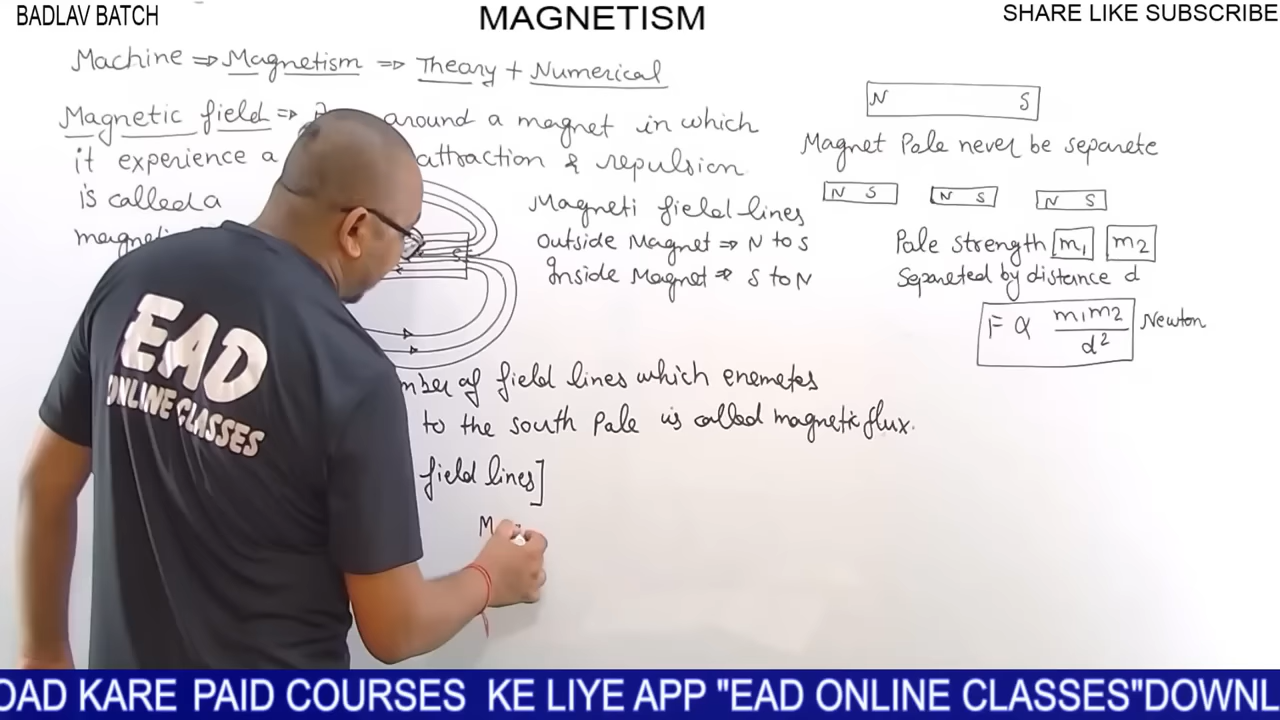 BADLAV BATCH
MAGNETISM
SHARE LIKE SUBSCRIBE
Machine ⇒ Magnetism ⇒ Theory + Numerical
Magnetic field ⇒ around a magnet in which
it experience a attraction & repulsion
is called a
N S
Magnet Pale never be separete
N S N S N S
Magneti field lines
Outside Magnet ⇒ N to S
Inside Magnet ⇒ S to N
S
Pale strength m1 m2
Separeted by distance d
F ∝ m1m2/d² Newton
of field lines which enemetes
to the south Pale is called magnetic flux.
field lines]
EAD
ONLINE CLASSES
OAD KARE PAID COURSES KE LIYE APP "EAD ONLINE CLASSES"DOWNL